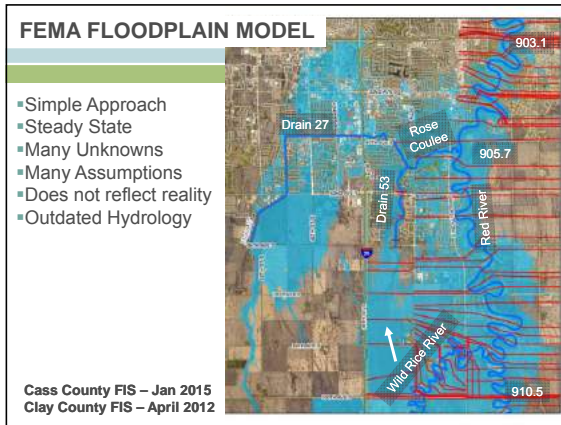 FEMA FLOODPLAIN MODEL
▪Simple Approach
▪Steady State
▪Many Unknowns
▪Many Assumptions
▪Does not reflect reality
▪Outdated Hydrology
Cass County FIS – Jan 2015
Clay County FIS – April 2012
903.1
Drain 27
Rose
Coulee
905.7
Drain 53
Red River
Wild Rice River
910.5